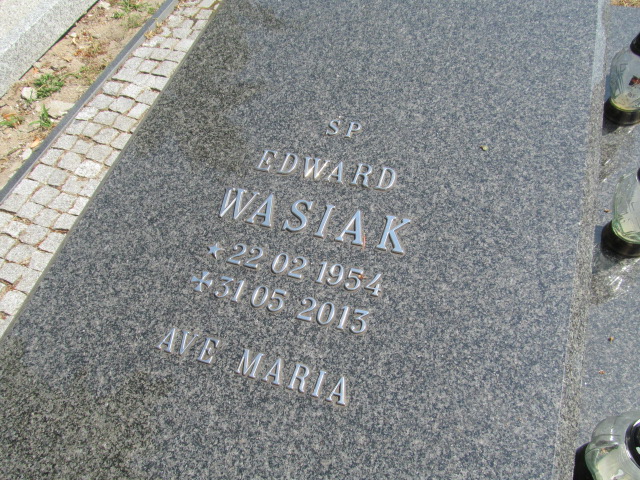 ŚP
EDWARD
WASIAK
★ 22 02 1954
✢ 31 05 2013
AVE MARIA